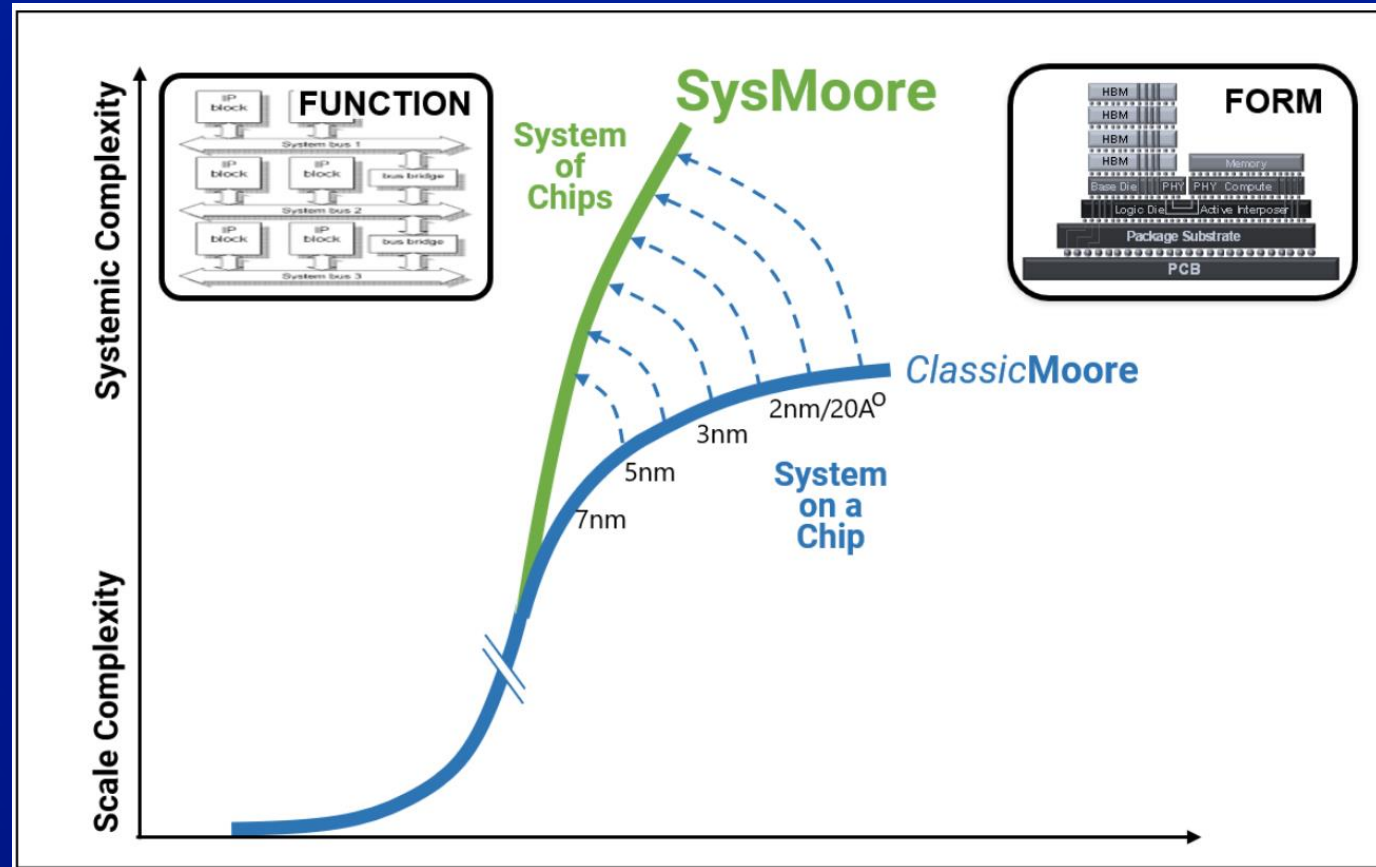 Systemic Complexity
Scale Complexity
FUNCTION
IP
block
System bus 1
IP
block
IP
block
bus bridge
System bus 2
IP
block
IP
block
bus bridge
System bus 3
SysMoore
System
of
Chips
FORM
HBM
HBM
HBM
HBM
Memory
Base Die
PHY
PHY
Compute
Logic Die
Active Interposer
Package Substrate
PCB
ClassicMoore
2nm/20Aº
3nm
5nm
7nm
System
on a
Chip